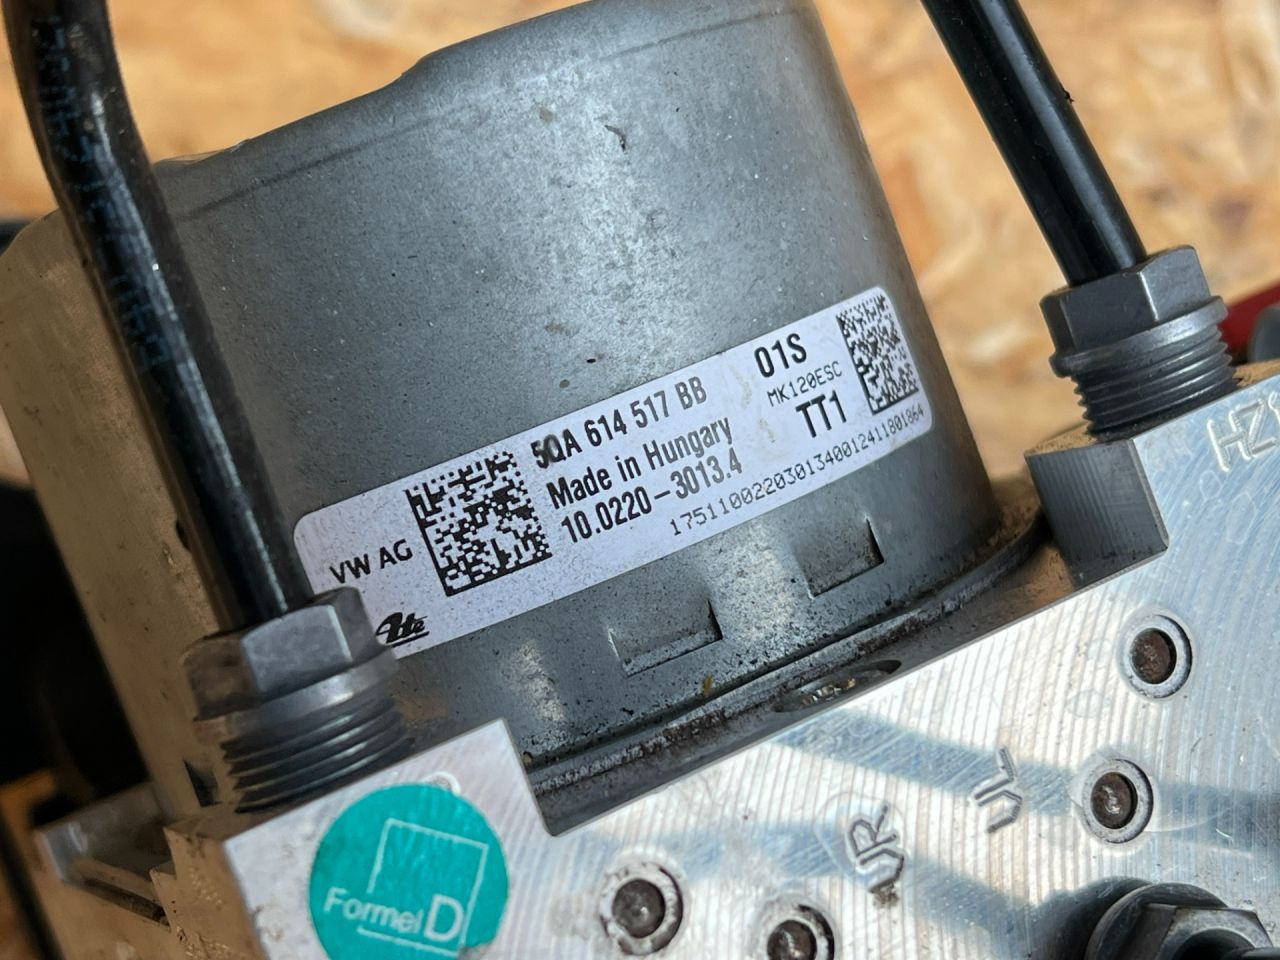 VW AG
5QA 614 517 BB
Made in Hungary
10.0220-3013.4
01S
MK120ESC
TT1
1751100220301340012411801864
Ate
HZ
VR
Formel D